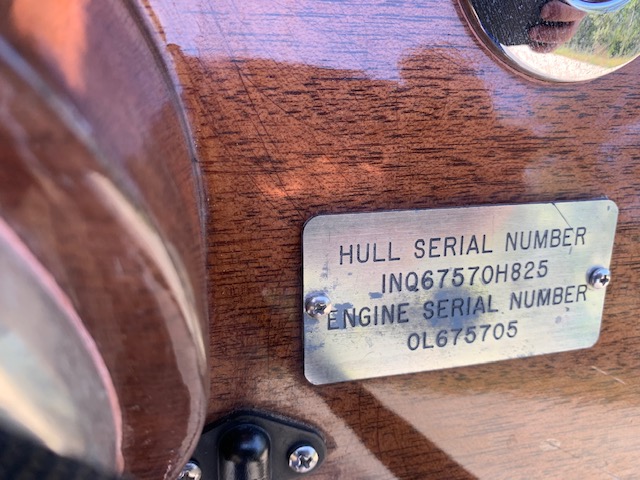 HULL SERIAL NUMBER
INQ67570H825
ENGINE SERIAL NUMBER
OL675705